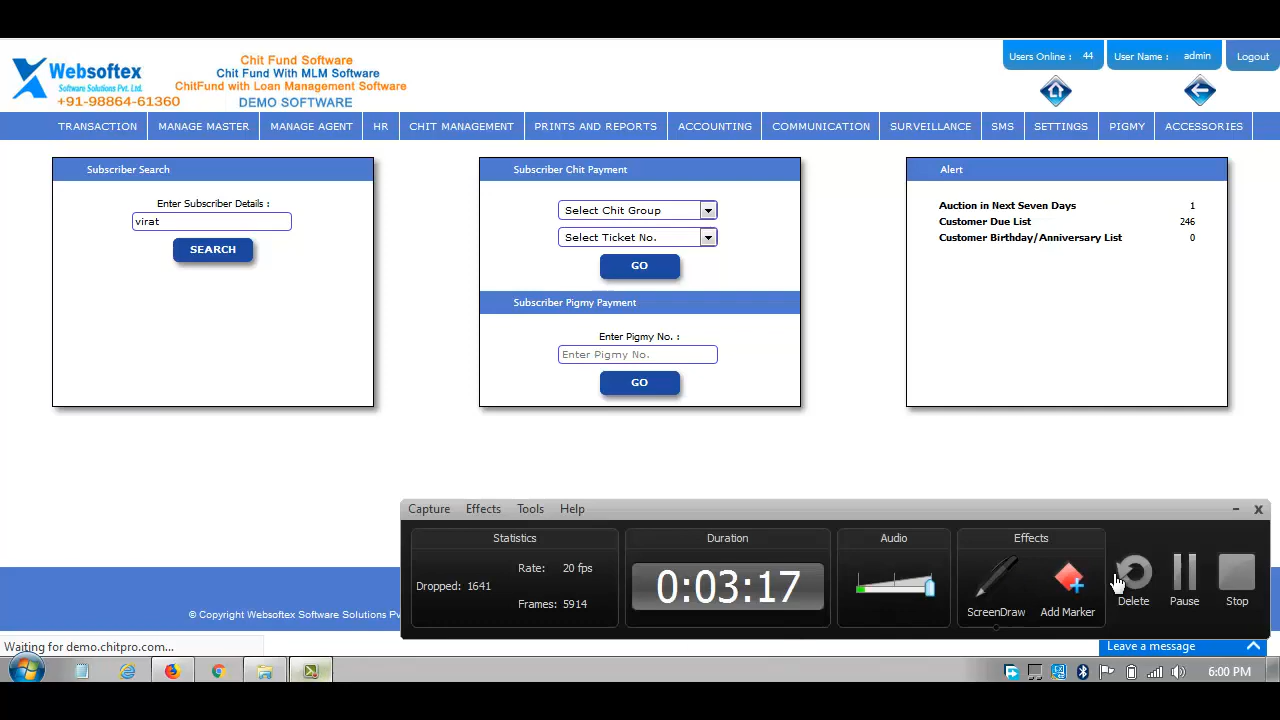 Websoftex
Software Solutions Pvt. Ltd.
+91-98864-61360
Chit Fund Software
Chit Fund With MLM Software
ChitFund with Loan Management Software
DEMO SOFTWARE
Users Online : 44
User Name : admin
Logout
TRANSACTION MANAGE MASTER MANAGE AGENT HR CHIT MANAGEMENT PRINTS AND REPORTS ACCOUNTING COMMUNICATION SURVEILLANCE SMS SETTINGS PIGMY ACCESSORIES
Subscriber Search
Enter Subscriber Details :
virat
SEARCH
Subscriber Chit Payment
Select Chit Group
Select Ticket No.
GO
Subscriber Pigmy Payment
Enter Pigmy No. :
Enter Pigmy No.
GO
Alert
Auction in Next Seven Days 1
Customer Due List 246
Customer Birthday/Anniversary List 0
Capture Effects Tools Help
Statistics
Dropped: 1641
Rate: 20 fps
Frames: 5914
Duration
0:03:17
Audio
Effects
ScreenDraw
Add Marker
Delete
Pause
Stop
© Copyright Websoftex Software Solutions
Waiting for demo.chitpro.com...
Leave a message
6:00 PM